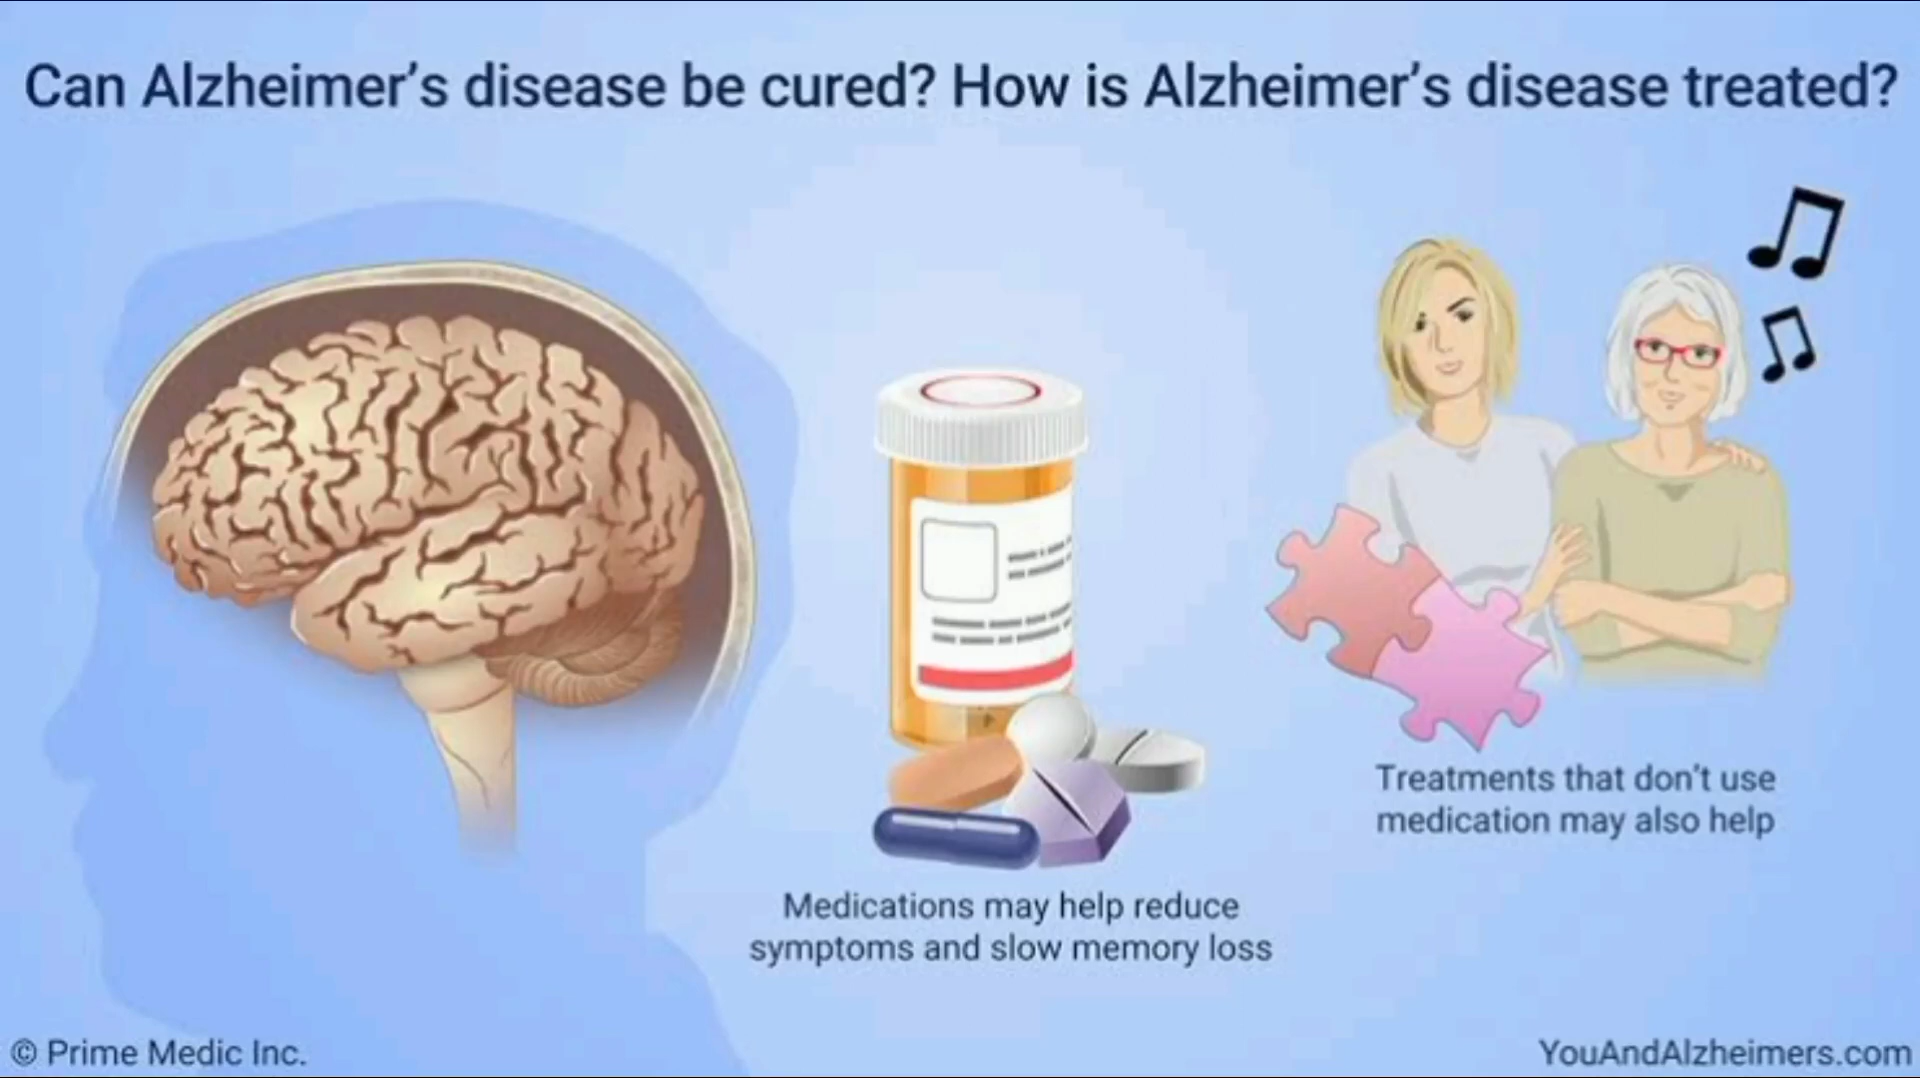 Can Alzheimer's disease be cured? How is Alzheimer's disease treated?
Treatments that don't use
medication may also help
Medications may help reduce
symptoms and slow memory loss
© Prime Medic Inc.
YouAndAlzheimers.com